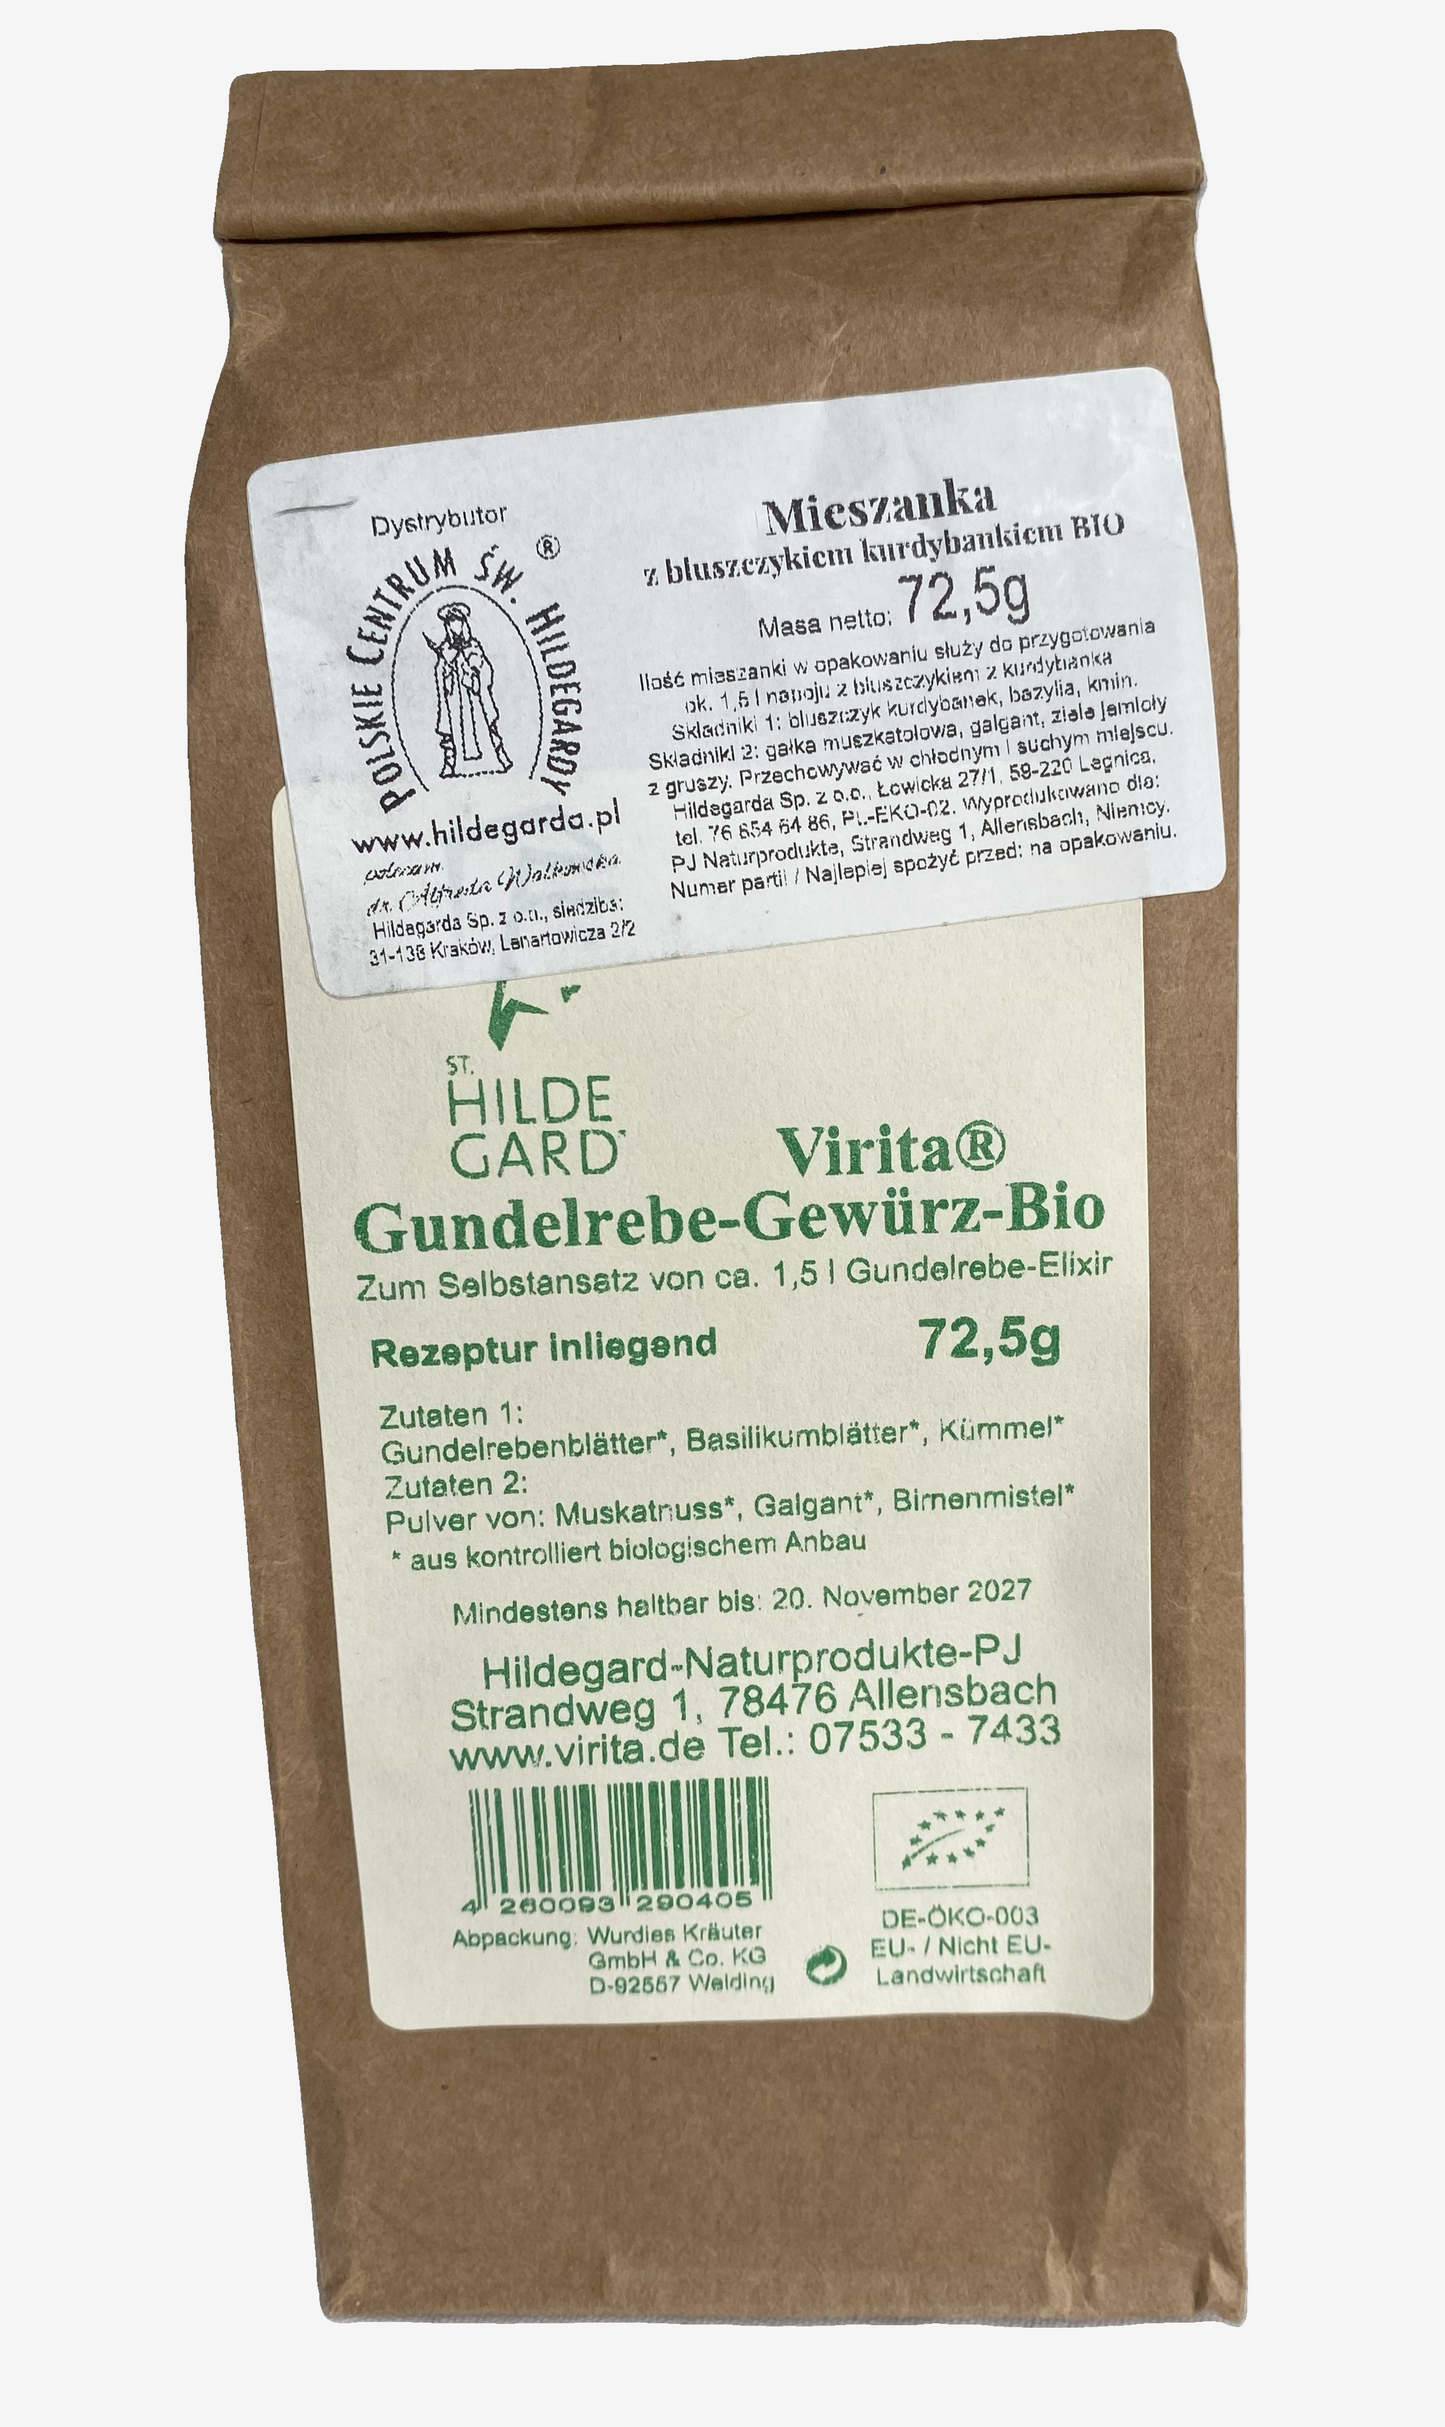 Dystrybutor
POLSKIE CENTRUM ŚW. HILDEGARDY ®
www.hildegarda.pl
polecam
dr. Alfreda Walkowska
Hildegarda Sp. z o.o., siedziba:
31-138 Kraków, Lenartowicza 2/2
Mieszanka
z bluszczykiem kurdybankiem BIO
Masa netto: 72,5g
Ilość mieszanki w opakowaniu służy do przygotowania
ok. 1,5 l napoju z bluszczykiem z kurdybanka
Składniki 1: bluszczyk kurdybanek, bazylia, kmin.
Składniki 2: gałka muszkatołowa, galgant, ziele jemioły
z gruszy. Przechowywać w chłodnym i suchym miejscu.
Hildegarda Sp. z o.o., Łowicka 27/1, 59-220 Legnica,
tel. 76 854 64 86, PL-EKO-02. Wyprodukowano dla:
PJ Naturprodukte, Strandweg 1, Allensbach, Niemcy.
Numer partii / Najlepiej spożyć przed: na opakowaniu.
ST.
HILDE
GARD
Virita®
Gundelrebe-Gewürz-Bio
Zum Selbstansatz von ca. 1,5 l Gundelrebe-Elixir
Rezeptur inliegend 72,5g
Zutaten 1:
Gundelrebenblätter*, Basilikumblätter*, Kümmel*
Zutaten 2:
Pulver von: Muskatnuss*, Galgant*, Birnenmistel*
* aus kontrolliert biologischem Anbau
Mindestens haltbar bis: 20. November 2027
Hildegard-Naturprodukte-PJ
Strandweg 1, 78476 Allensbach
www.virita.de Tel.: 07533 - 7433
4 260093 290405
Abpackung: Wurdies Kräuter
GmbH & Co. KG
D-92557 Weiding
DE-ÖKO-003
EU- / Nicht EU-
Landwirtschaft